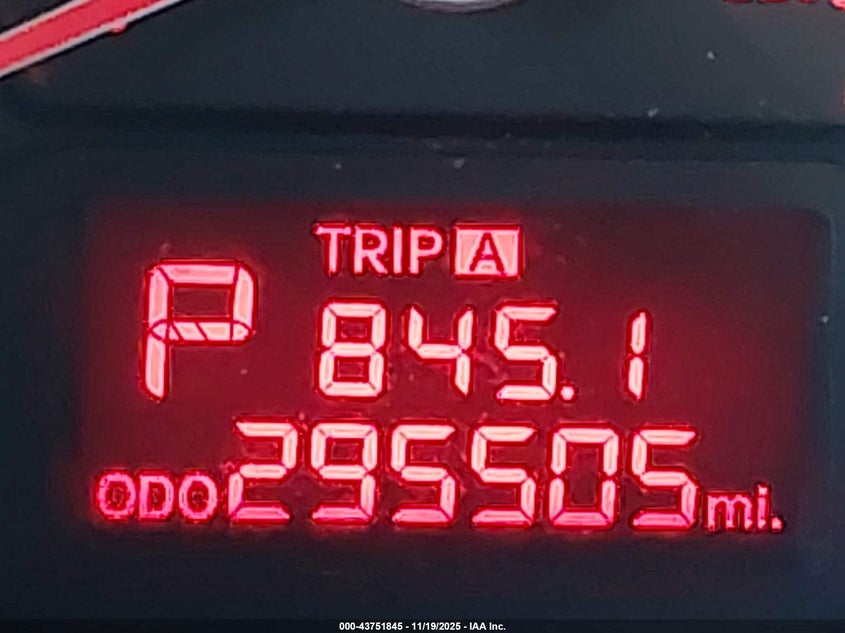 TRIP A
P 845.1
ODO 295505 mi.
000-43751845 - 11/19/2025 - IAA Inc.